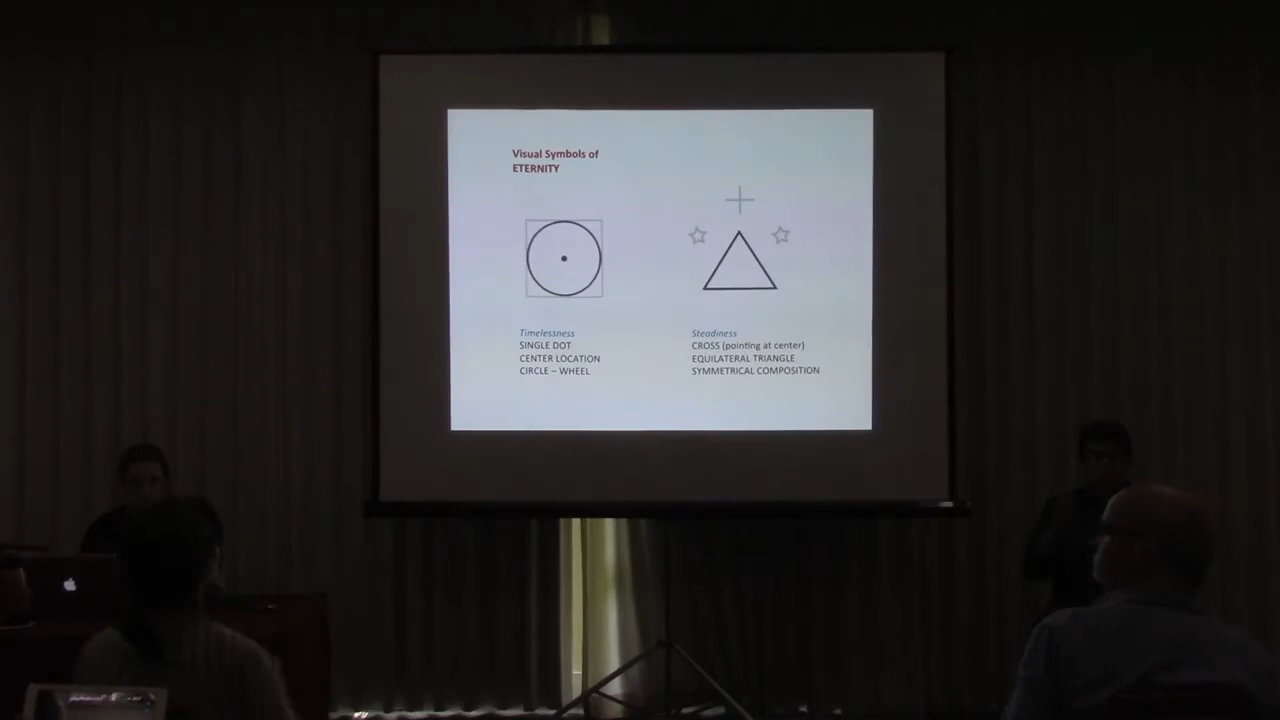 Visual Symbols of
ETERNITY
Timelessness
SINGLE DOT
CENTER LOCATION
CIRCLE – WHEEL
Steadiness
CROSS (pointing at center)
EQUILATERAL TRIANGLE
SYMMETRICAL COMPOSITION